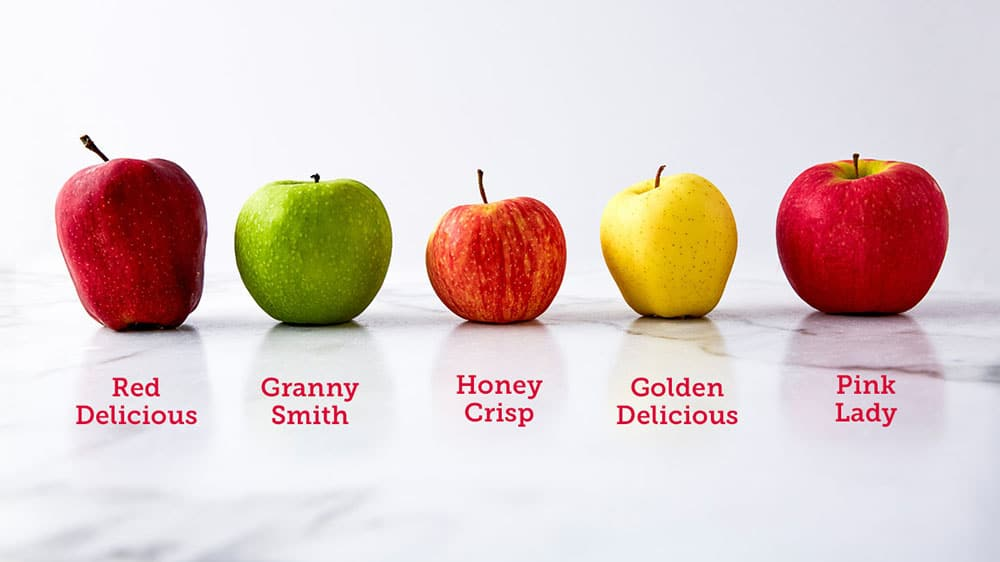 Red
Delicious
Granny
Smith
Honey
Crisp
Golden
Delicious
Pink
Lady